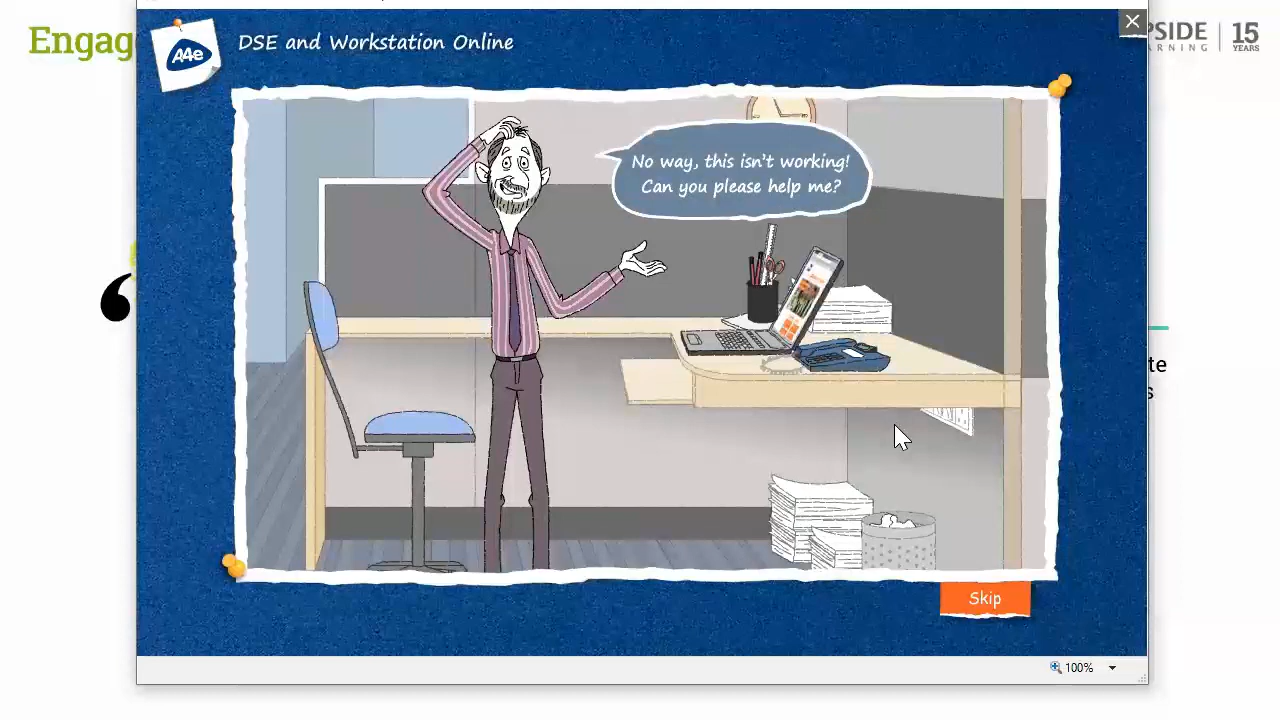 Engag
PSIDE
ARNING
15
YEARS
A4e
DSE and Workstation Online
No way, this isn't working!
Can you please help me?
te
s
Skip
100%